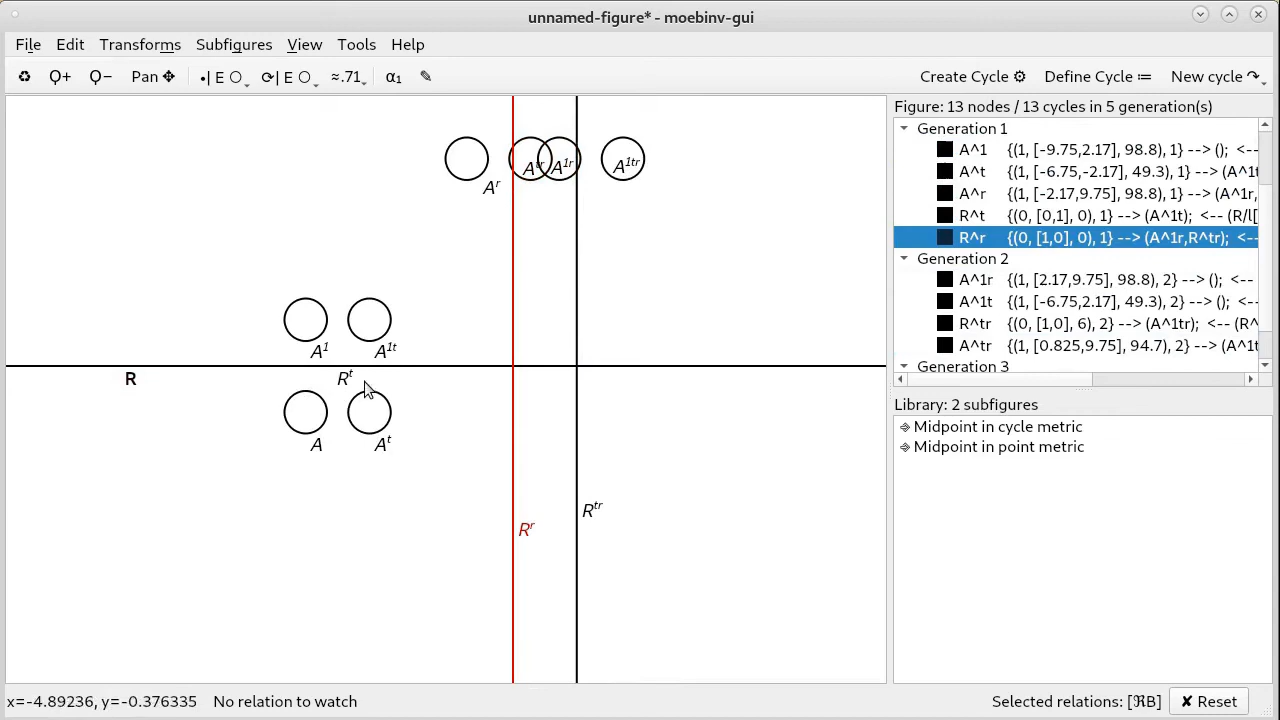 unnamed-figure* - moebinv-gui
File Edit Transforms Subfigures View Tools Help
Pan E E ≈.71 α₁ Create Cycle Define Cycle New cycle
Figure: 13 nodes / 13 cycles in 5 generation(s)
Generation 1
A^1 {(1, [-9.75,2.17], 98.8), 1} --> (); <--
A^t {(1, [-6.75,-2.17], 49.3), 1} --> (A^1t
A^r {(1, [-2.17,9.75], 98.8), 1} --> (A^1r,
R^t {(0, [0,1], 0), 1} --> (A^1t); <-- (R/l[
R^r {(0, [1,0], 0), 1} --> (A^1r,R^tr); <--
Generation 2
A^1r {(1, [2.17,9.75], 98.8), 2} --> (); <--
A^1t {(1, [-6.75,2.17], 49.3), 2} --> (); <--
R^tr {(0, [1,0], 6), 2} --> (A^1tr); <-- (R^
A^tr {(1, [0.825,9.75], 94.7), 2} --> (A^1t
Generation 3
Library: 2 subfigures
Midpoint in cycle metric
Midpoint in point metric
A^r A^tr A^1r A^1tr
A^1 A^1t
R R^t
A A^t
R^tr
R^r
x=-4.89236, y=-0.376335 No relation to watch Selected relations: [ℜB] ✘ Reset